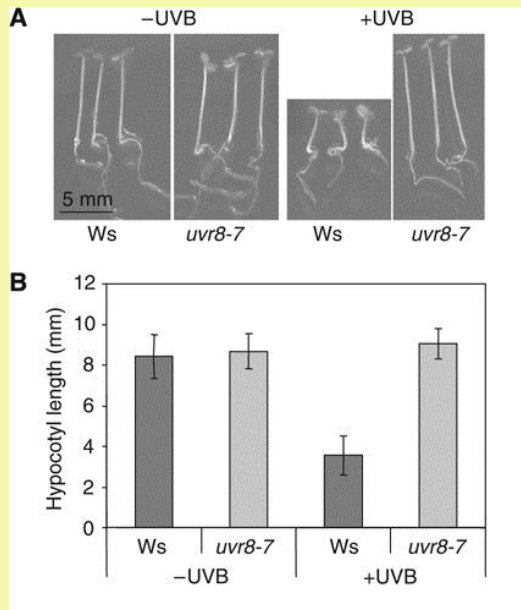 A
−UVB +UVB
5 mm
Ws uvr8-7 Ws uvr8-7
B
Hypocotyl length (mm)
12
10
8
6
4
2
0
Ws uvr8-7 Ws uvr8-7
−UVB +UVB